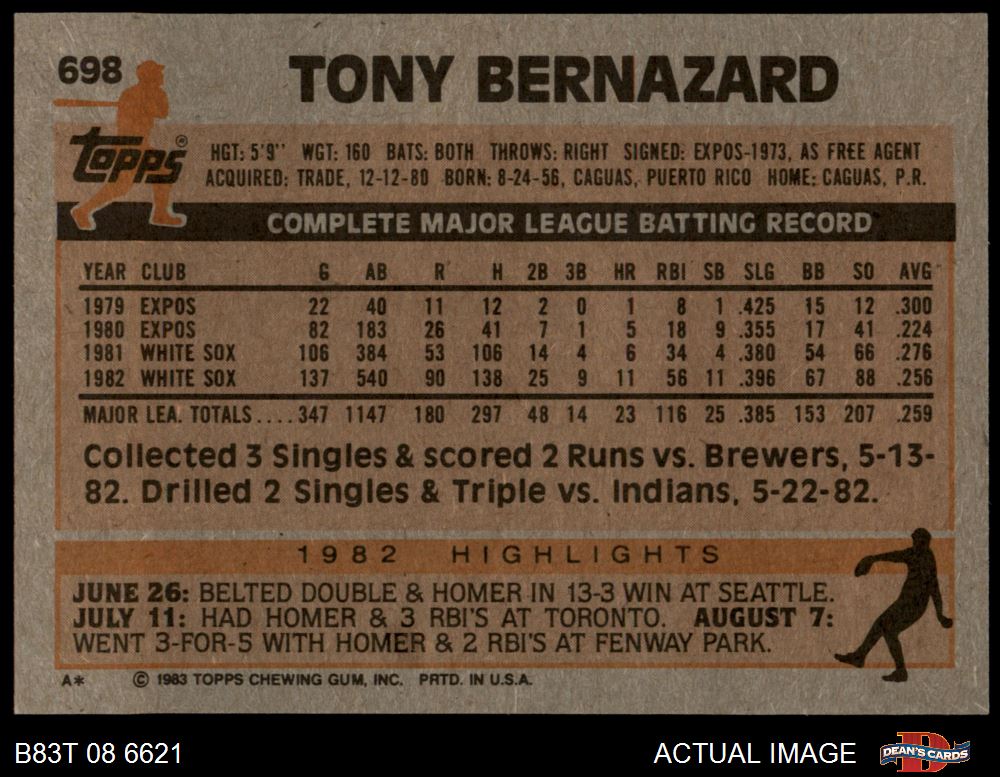 698
TONY BERNAZARD
Topps®
HGT: 5'9" WGT: 160 BATS: BOTH THROWS: RIGHT SIGNED: EXPOS-1973, AS FREE AGENT
ACQUIRED: TRADE, 12-12-80 BORN: 8-24-56, CAGUAS, PUERTO RICO HOME: CAGUAS, P.R.
COMPLETE MAJOR LEAGUE BATTING RECORD
YEAR CLUB G AB R H 2B 3B HR RBI SB SLG BB SO AVG
1979 EXPOS 22 40 11 12 2 0 1 8 1 .425 15 12 .300
1980 EXPOS 82 183 26 41 7 1 5 18 9 .355 17 41 .224
1981 WHITE SOX 106 384 53 106 14 4 6 34 4 .380 54 66 .276
1982 WHITE SOX 137 540 90 138 25 9 11 56 11 .396 67 88 .256
MAJOR LEA. TOTALS.... 347 1147 180 297 48 14 23 116 25 .385 153 207 .259
Collected 3 Singles & scored 2 Runs vs. Brewers, 5-13-
82. Drilled 2 Singles & Triple vs. Indians, 5-22-82.
1982 HIGHLIGHTS
JUNE 26: BELTED DOUBLE & HOMER IN 13-3 WIN AT SEATTLE.
JULY 11: HAD HOMER & 3 RBI'S AT TORONTO. AUGUST 7:
WENT 3-FOR-5 WITH HOMER & 2 RBI'S AT FENWAY PARK.
A* © 1983 TOPPS CHEWING GUM, INC. PRTD. IN U.S.A.
B83T 08 6621 ACTUAL IMAGE DEAN'S CARDS